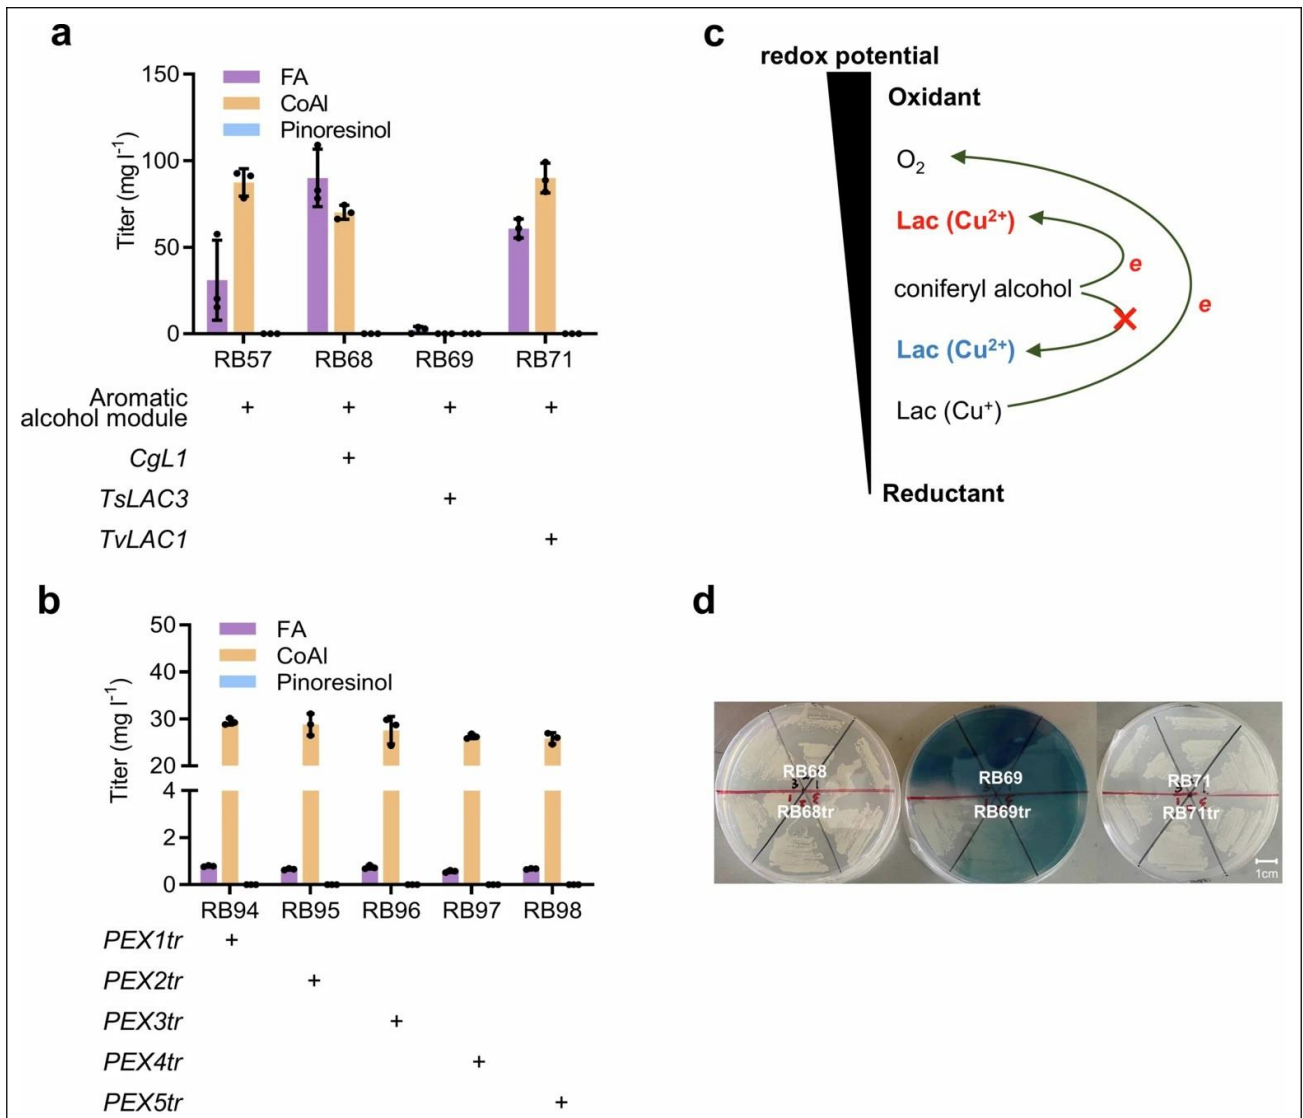 a
150
FA
CoAl
Pinoresinol
100
50
0
Titer (mg l⁻¹)
RB57 RB68 RB69 RB71
Aromatic
alcohol module + + + +
CgL1 +
TsLAC3 +
TvLAC1 +
b
50
FA
CoAl
Pinoresinol
40
30
20
4
2
0
Titer (mg l⁻¹)
RB94 RB95 RB96 RB97 RB98
PEX1tr +
PEX2tr +
PEX3tr +
PEX4tr +
PEX5tr +
c
redox potential
Oxidant
O₂
Lac (Cu²⁺)
e
coniferyl alcohol
e
Lac (Cu²⁺)
Lac (Cu⁺)
Reductant
d
RB68
RB68tr
RB69
RB69tr
RB71
RB71tr
1cm